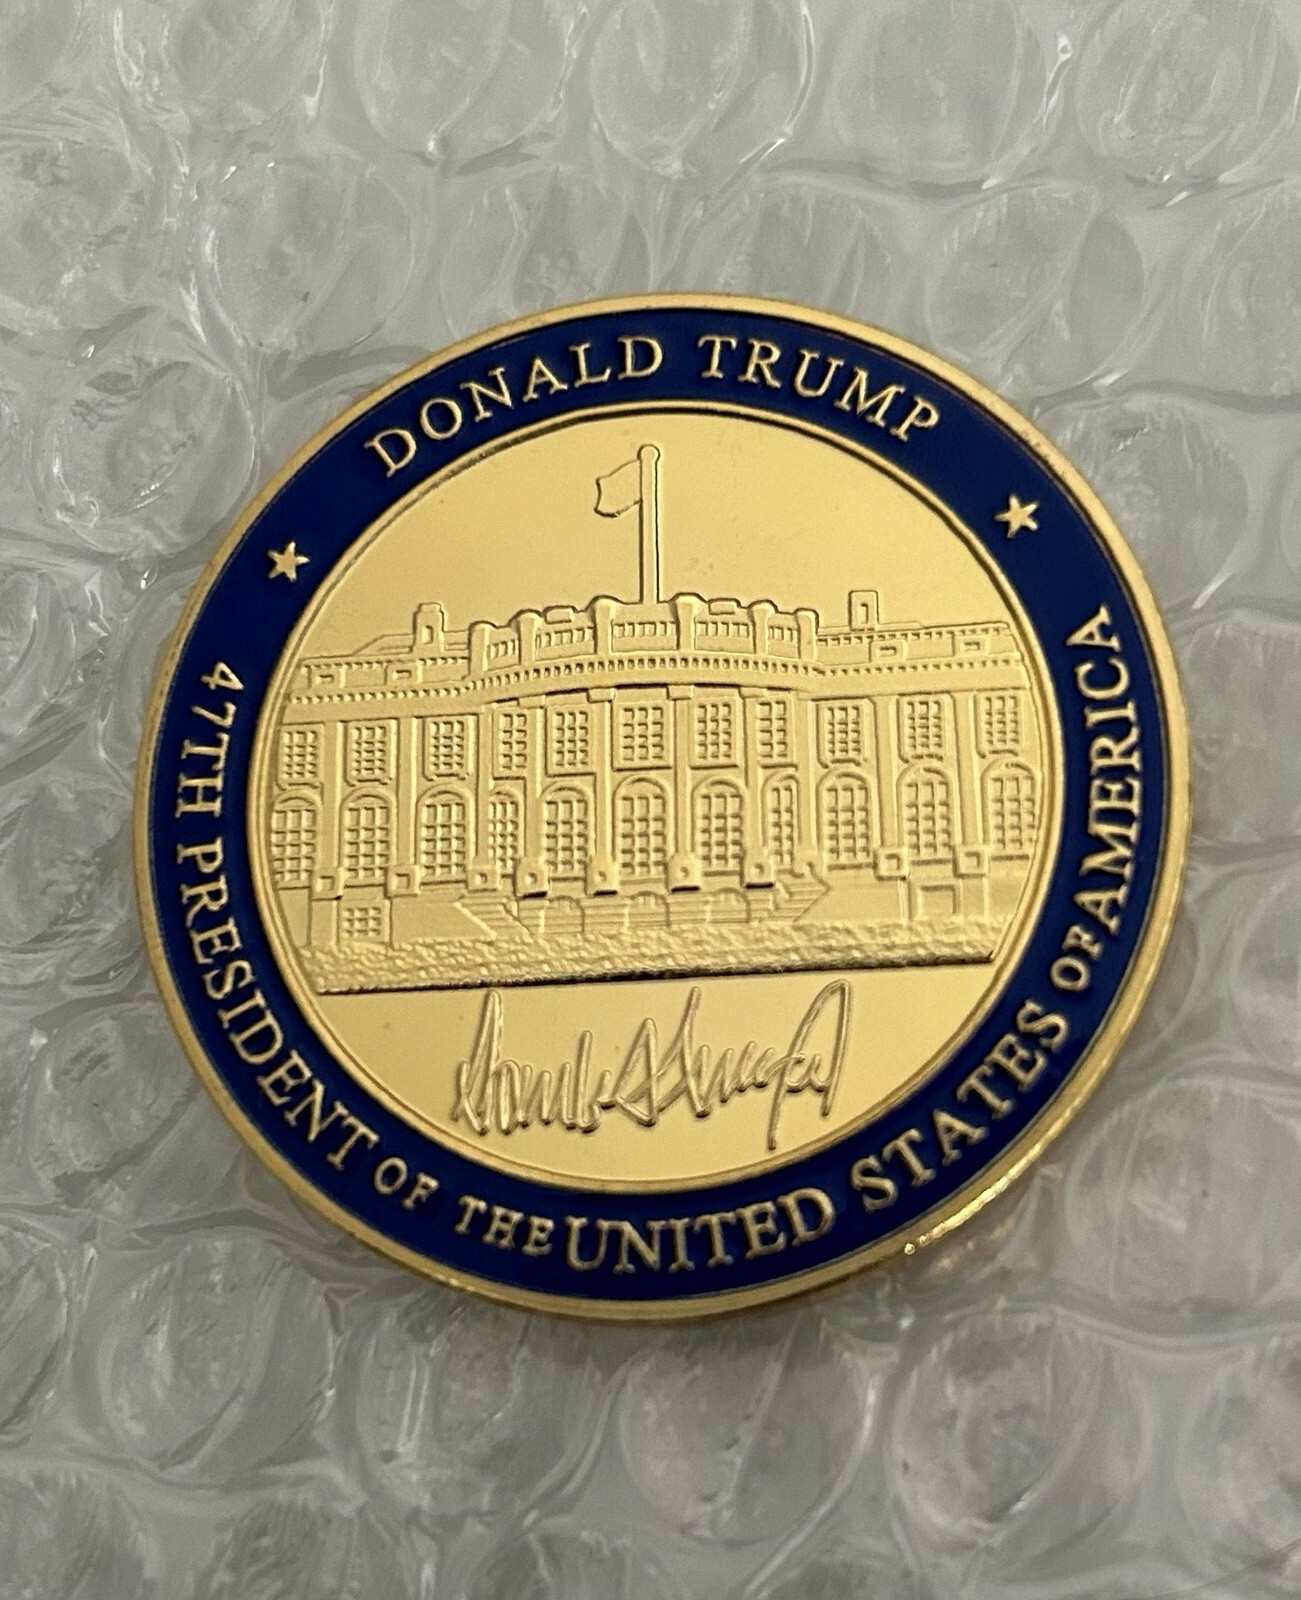 DONALD TRUMP
47TH PRESIDENT OF THE UNITED STATES OF AMERICA